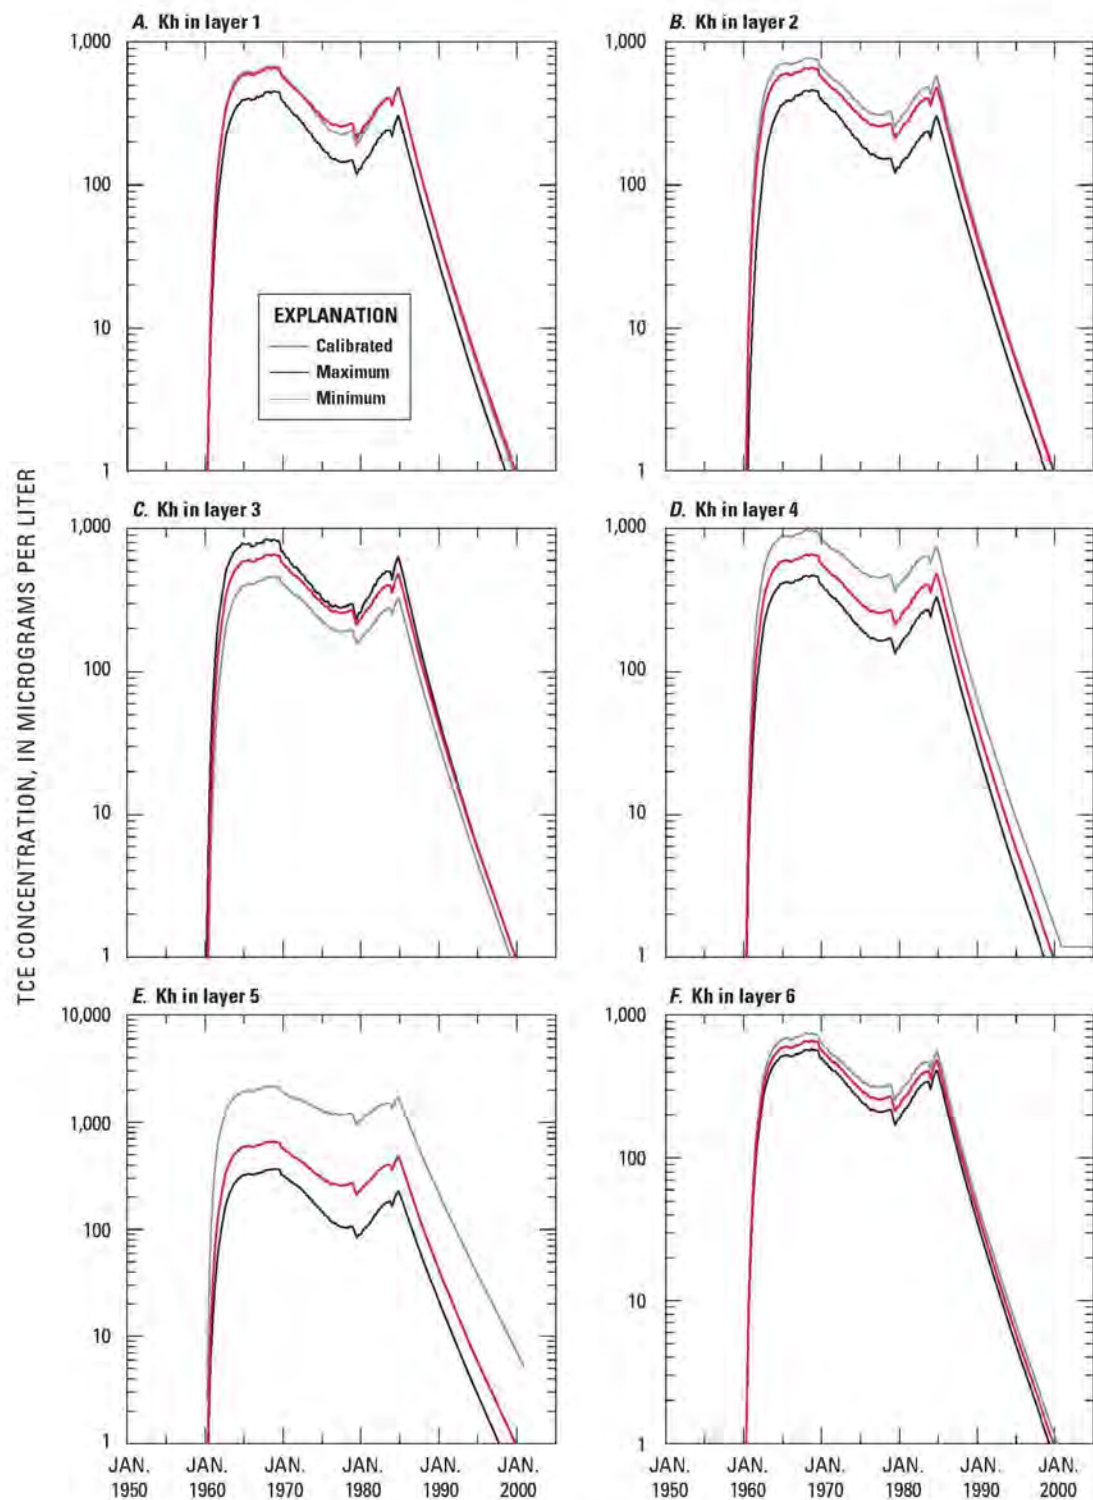 A. Kh in layer 1
1,000
100
10
1
EXPLANATION
Calibrated
Maximum
Minimum
B. Kh in layer 2
1,000
100
10
1
C. Kh in layer 3
1,000
100
10
1
D. Kh in layer 4
1,000
100
10
1
E. Kh in layer 5
10,000
1,000
100
10
1
F. Kh in layer 6
1,000
100
10
1
TCE CONCENTRATION, IN MICROGRAMS PER LITER
JAN. JAN. JAN. JAN. JAN. JAN.
1950 1960 1970 1980 1990 2000
JAN. JAN. JAN. JAN. JAN. JAN.
1950 1960 1970 1980 1990 2000